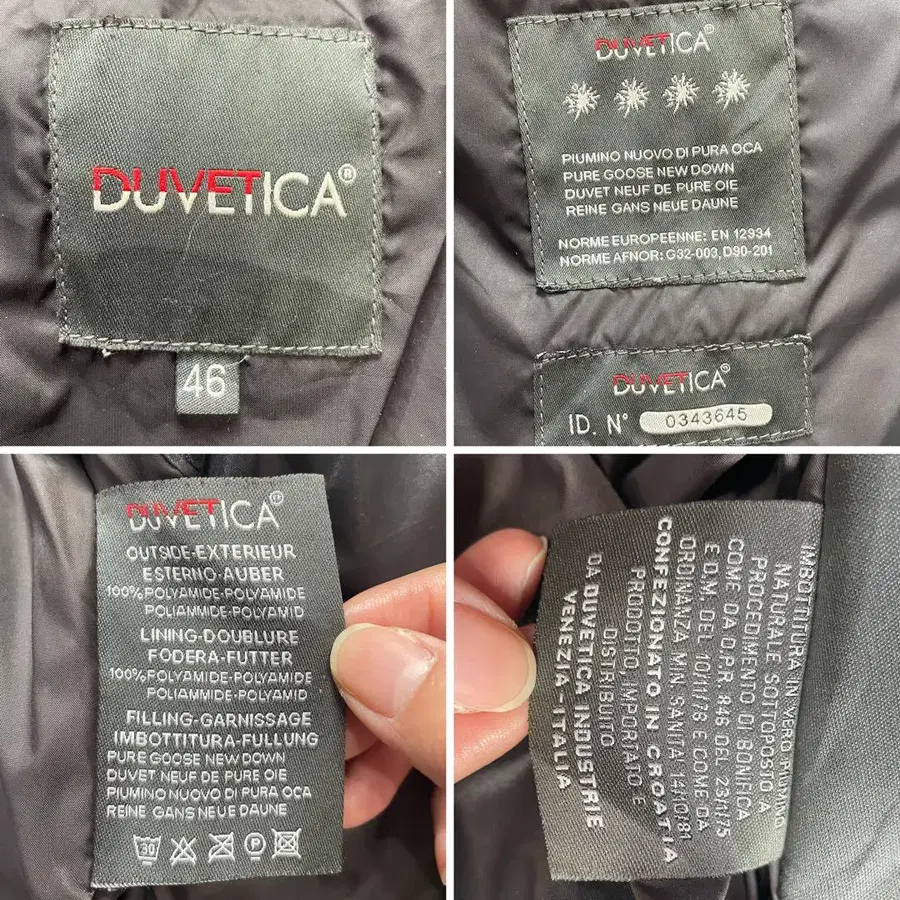 DUVETICA®
46
DUVETICA®
PIUMINO NUOVO DI PURA OCA
PURE GOOSE NEW DOWN
DUVET NEUF DE PURE OIE
REINE GANS NEUE DAUNE
NORME EUROPEENNE: EN 12934
NORME AFNOR: G32-003, D90-201
DUVETICA®
ID. N° 0343645
DUVETICA®
OUTSIDE-EXTERIEUR
ESTERNO-AUBER
100% POLYAMIDE-POLYAMIDE
POLIAMMIDE-POLYAMID
LINING-DOUBLURE
FODERA-FUTTER
100% POLYAMIDE-POLYAMIDE
POLIAMMIDE-POLYAMID
FILLING-GARNISSAGE
IMBOTTITURA-FULLUNG
PURE GOOSE NEW DOWN
DUVET NEUF DE PURE OIE
PIUMINO NUOVO DI PURA OCA
REINE GANS NEUE DAUNE
30
P
IMBOTTITURA IN VERO PIUMINO
NATURALE SOTTOPOSTO A
PROCEDIMENTO DI BONIFICA
COME DA D.P.R. 846 DEL 23/11/75
E D.M. DEL 10/11/76 E COME DA
ORDINANZA MIN. SANITA' 14/10/81
CONFEZIONATO IN CROATIA
PRODOTTO, IMPORTATO E
DISTRIBUITO
DA DUVETICA INDUSTRIE
VENEZIA-ITALIA